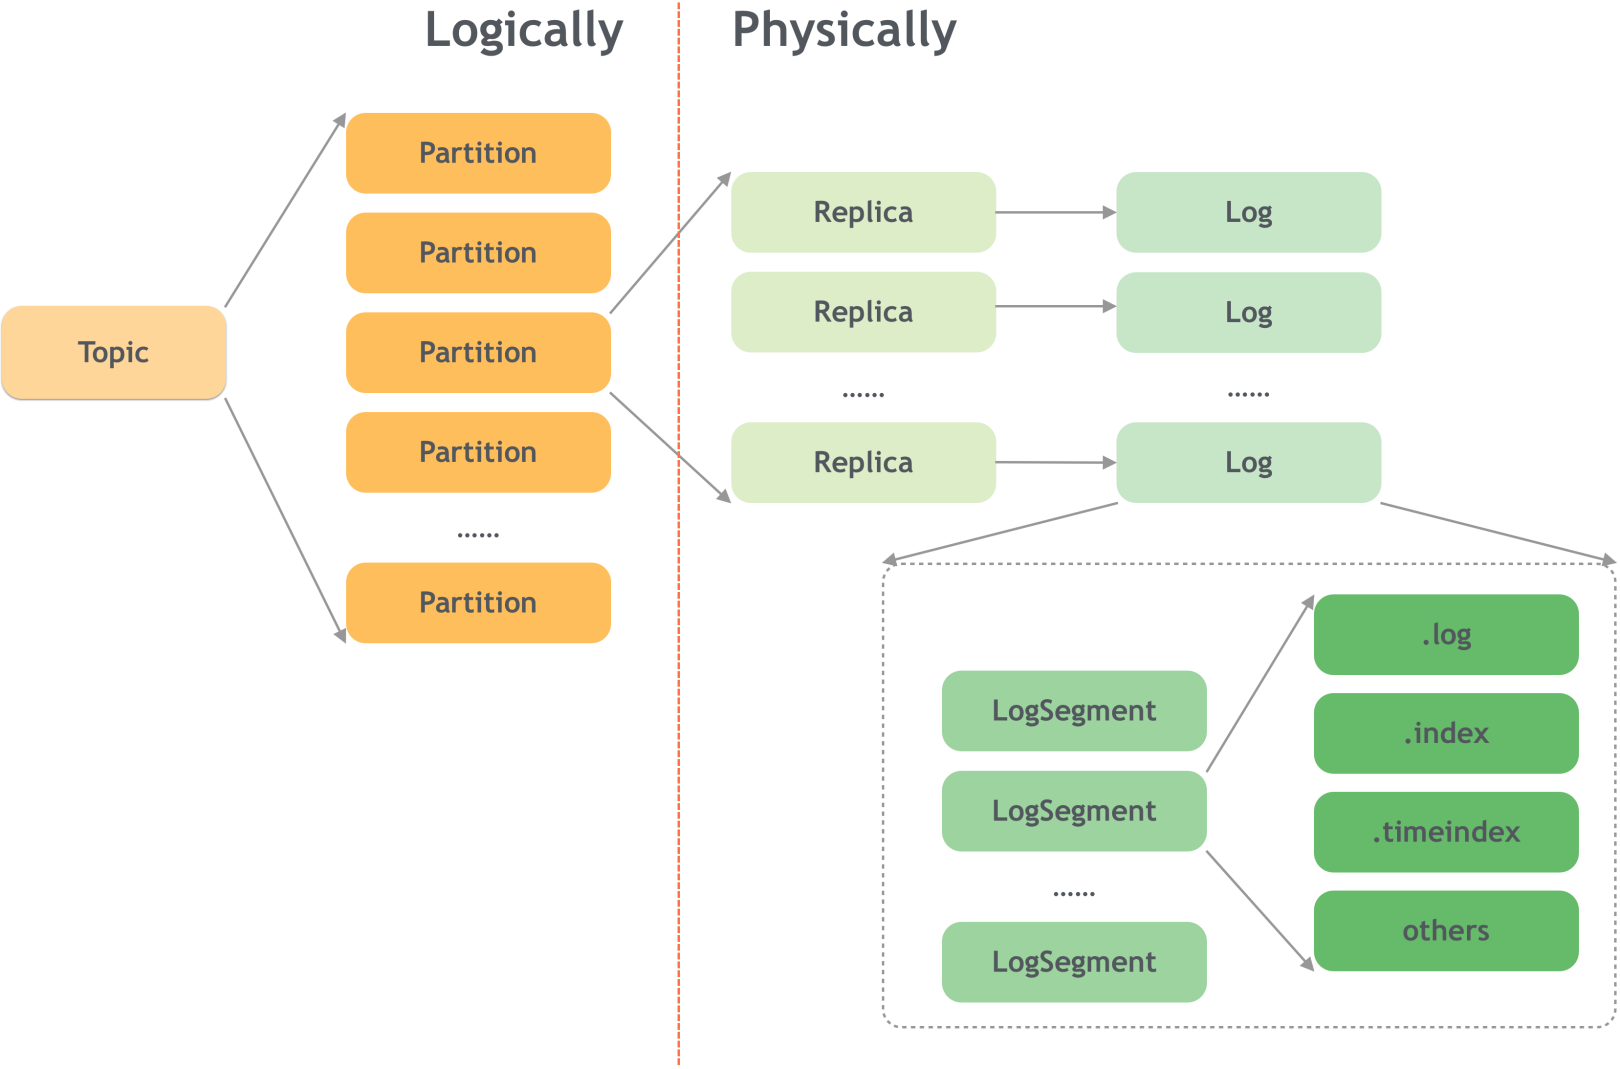 Logically
Physically
Topic
Partition
Partition
Partition
Partition
......
Partition
Replica
Log
Replica
Log
......
......
Replica
Log
LogSegment
LogSegment
......
LogSegment
.log
.index
.timeindex
others